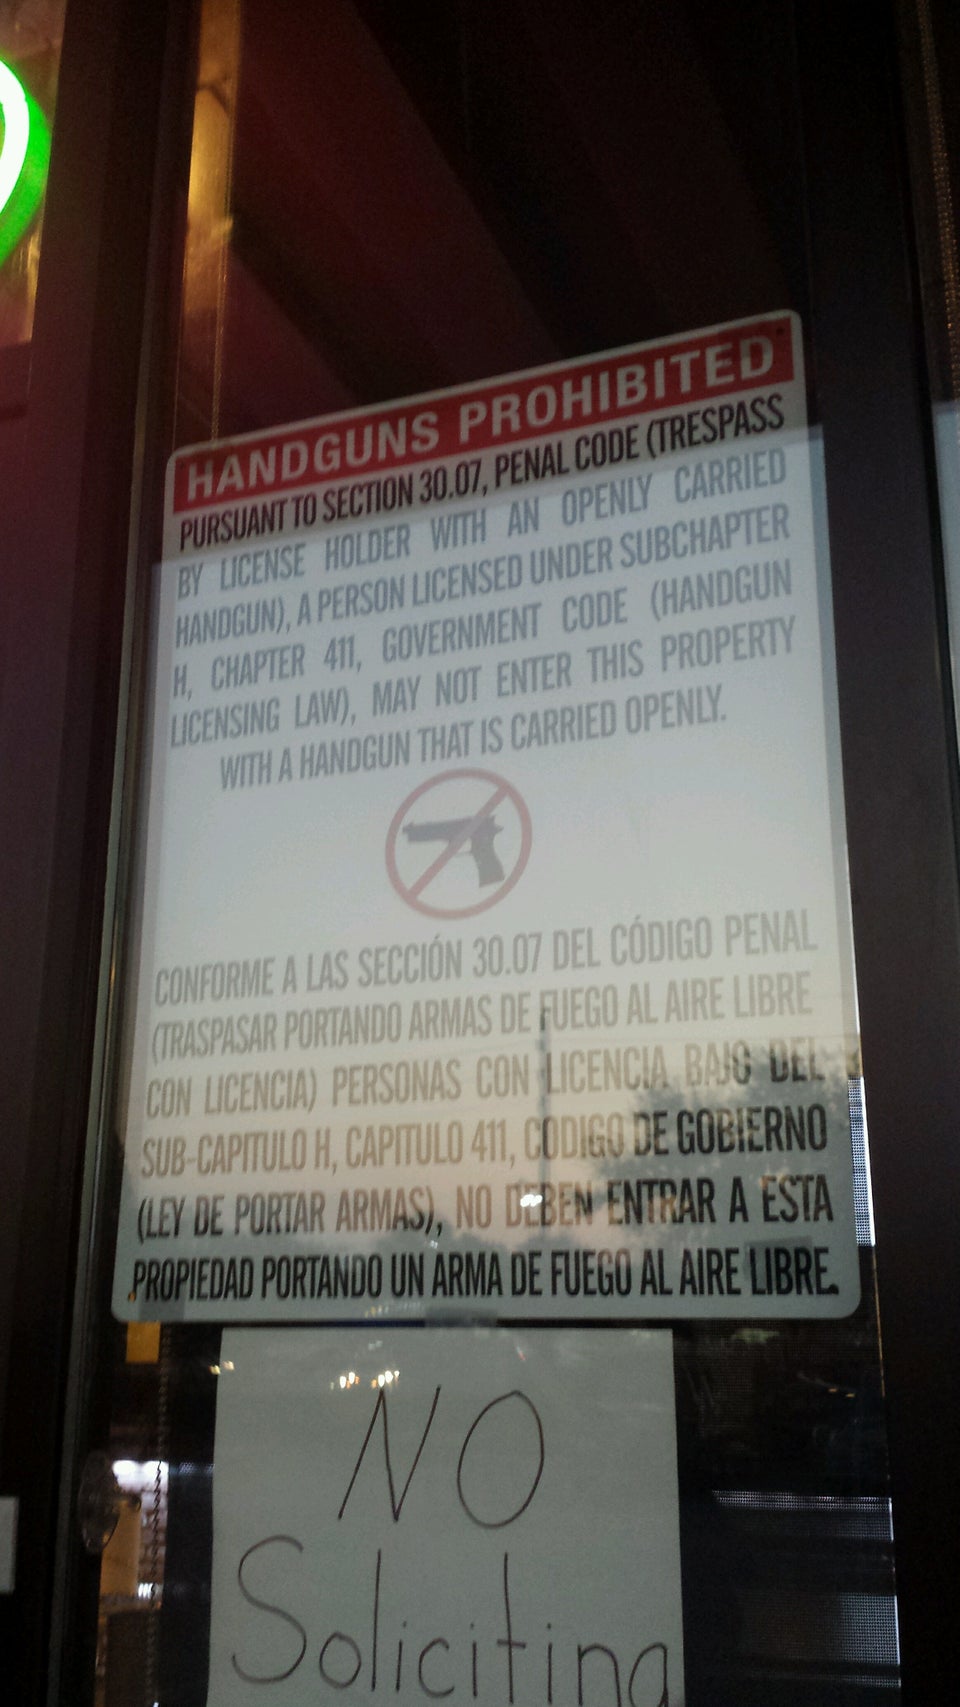 HANDGUNS PROHIBITED
PURSUANT TO SECTION 30.07, PENAL CODE (TRESPASS
BY LICENSE HOLDER WITH AN OPENLY CARRIED
HANDGUN), A PERSON LICENSED UNDER SUBCHAPTER
H, CHAPTER 411, GOVERNMENT CODE (HANDGUN
LICENSING LAW), MAY NOT ENTER THIS PROPERTY
WITH A HANDGUN THAT IS CARRIED OPENLY.
CONFORME A LAS SECCIÓN 30.07 DEL CÓDIGO PENAL
(TRASPASAR PORTANDO ARMAS DE FUEGO AL AIRE LIBRE
CON LICENCIA) PERSONAS CON LICENCIA BAJO DEL
SUB-CAPITULO H, CAPITULO 411, CODIGO DE GOBIERNO
(LEY DE PORTAR ARMAS), NO DEBEN ENTRAR A ESTA
PROPIEDAD PORTANDO UN ARMA DE FUEGO AL AIRE LIBRE.
NO
Soliciting